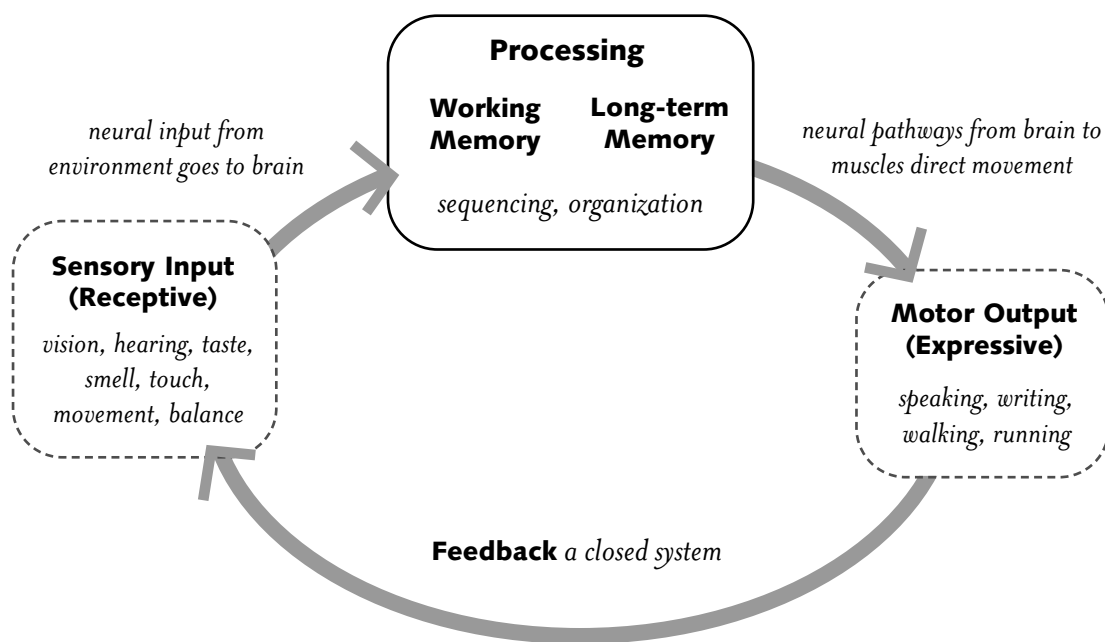 Processing
Working
Memory
Long-term
Memory
sequencing, organization
neural input from
environment goes to brain
neural pathways from brain to
muscles direct movement
Sensory Input
(Receptive)
vision, hearing, taste,
smell, touch,
movement, balance
Motor Output
(Expressive)
speaking, writing,
walking, running
Feedback a closed system